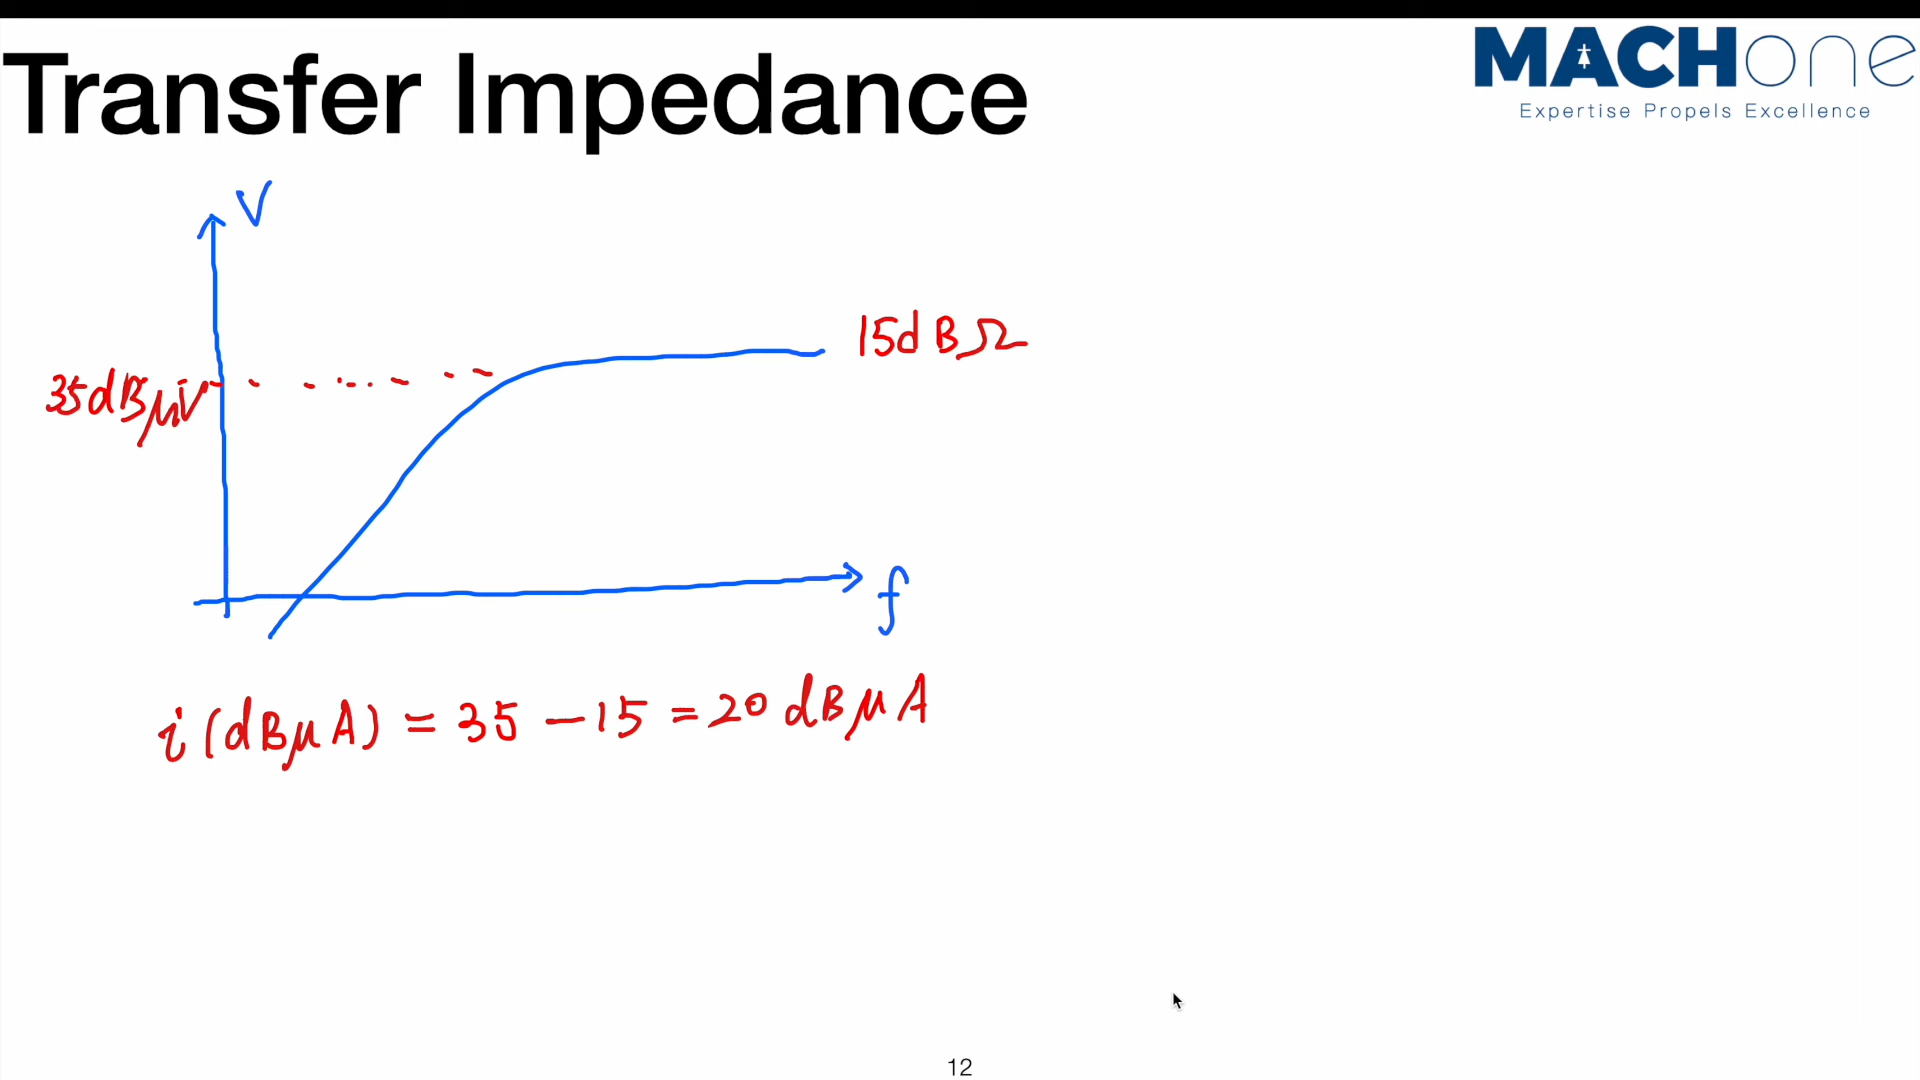 Transfer Impedance
MACHone
Expertise Propels Excellence
V
15dBΩ
35dBμV
f
i(dBμA) = 35 - 15 = 20 dBμA
12